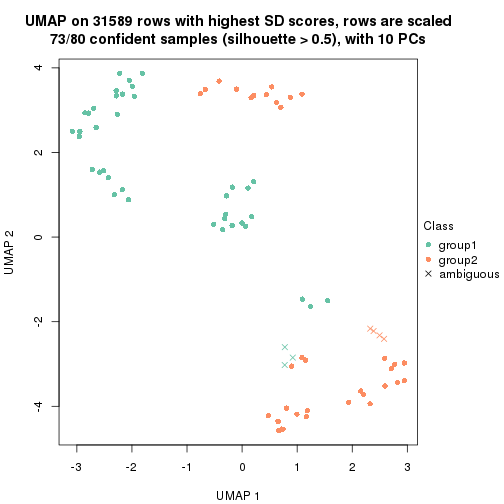 UMAP on 31589 rows with highest SD scores, rows are scaled
73/80 confident samples (silhouette > 0.5), with 10 PCs
4
2
0
-2
-4
UMAP 2
-3
-2
-1
0
1
2
3
UMAP 1
Class
group1
group2
ambiguous